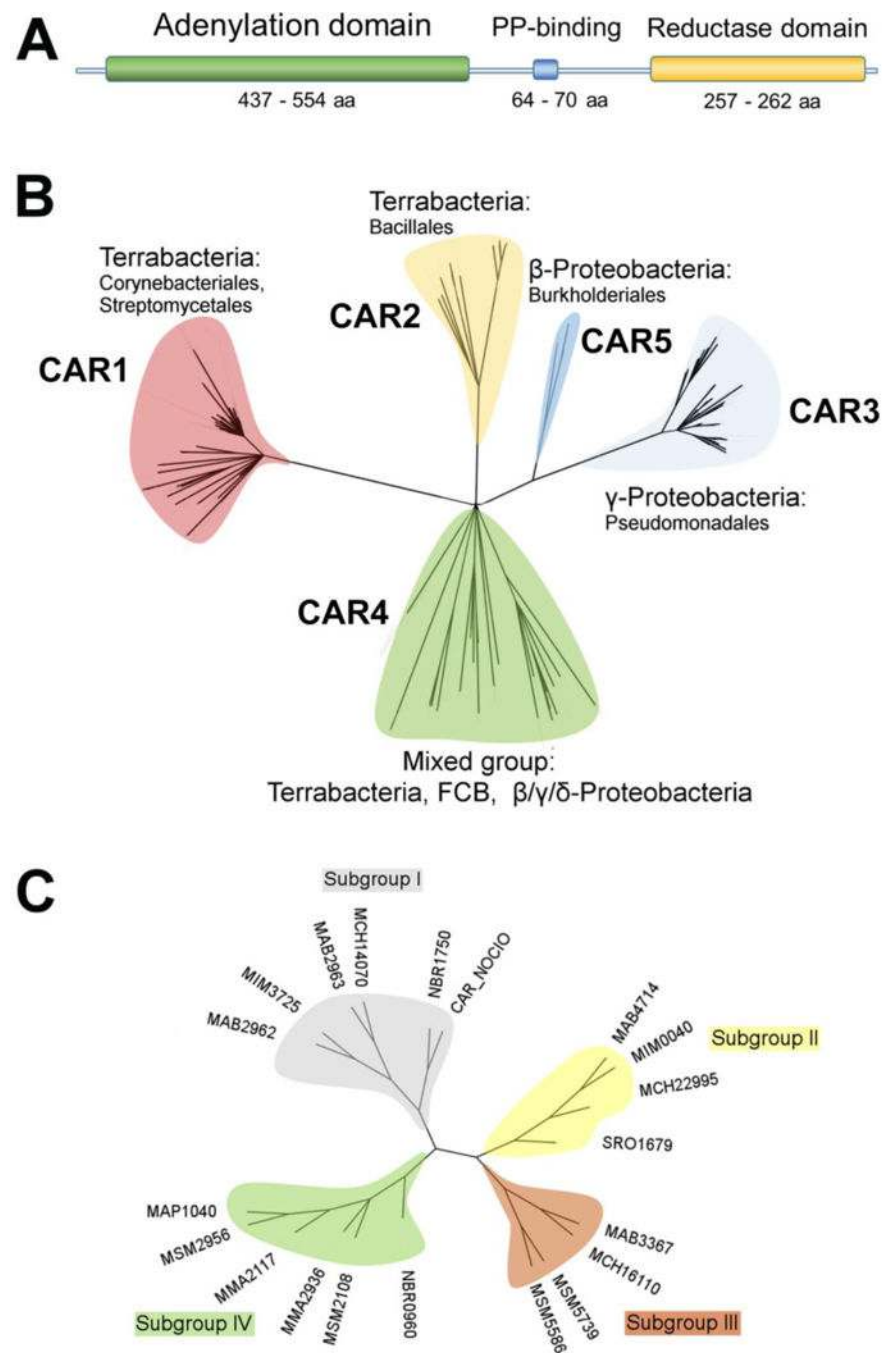 A
Adenylation domain
PP-binding
Reductase domain
437 - 554 aa
64 - 70 aa
257 - 262 aa
B
Terrabacteria:
Corynebacteriales,
Streptomycetales
CAR1
Terrabacteria:
Bacillales
CAR2
β-Proteobacteria:
Burkholderiales
CAR5
CAR3
γ-Proteobacteria:
Pseudomonadales
CAR4
Mixed group:
Terrabacteria, FCB, β/γ/δ-Proteobacteria
C
Subgroup I
MAB2962
MIM3725
MAB2963
MCH14070
NBR1750
CAR_NOCIO
Subgroup II
MAB4714
MIM0040
MCH22995
SRO1679
MAB3367
MCH16110
MSM5739
MSM5586
Subgroup III
MAP1040
MSM2956
MMA2117
MMA2936
MSM2108
NBR0960
Subgroup IV